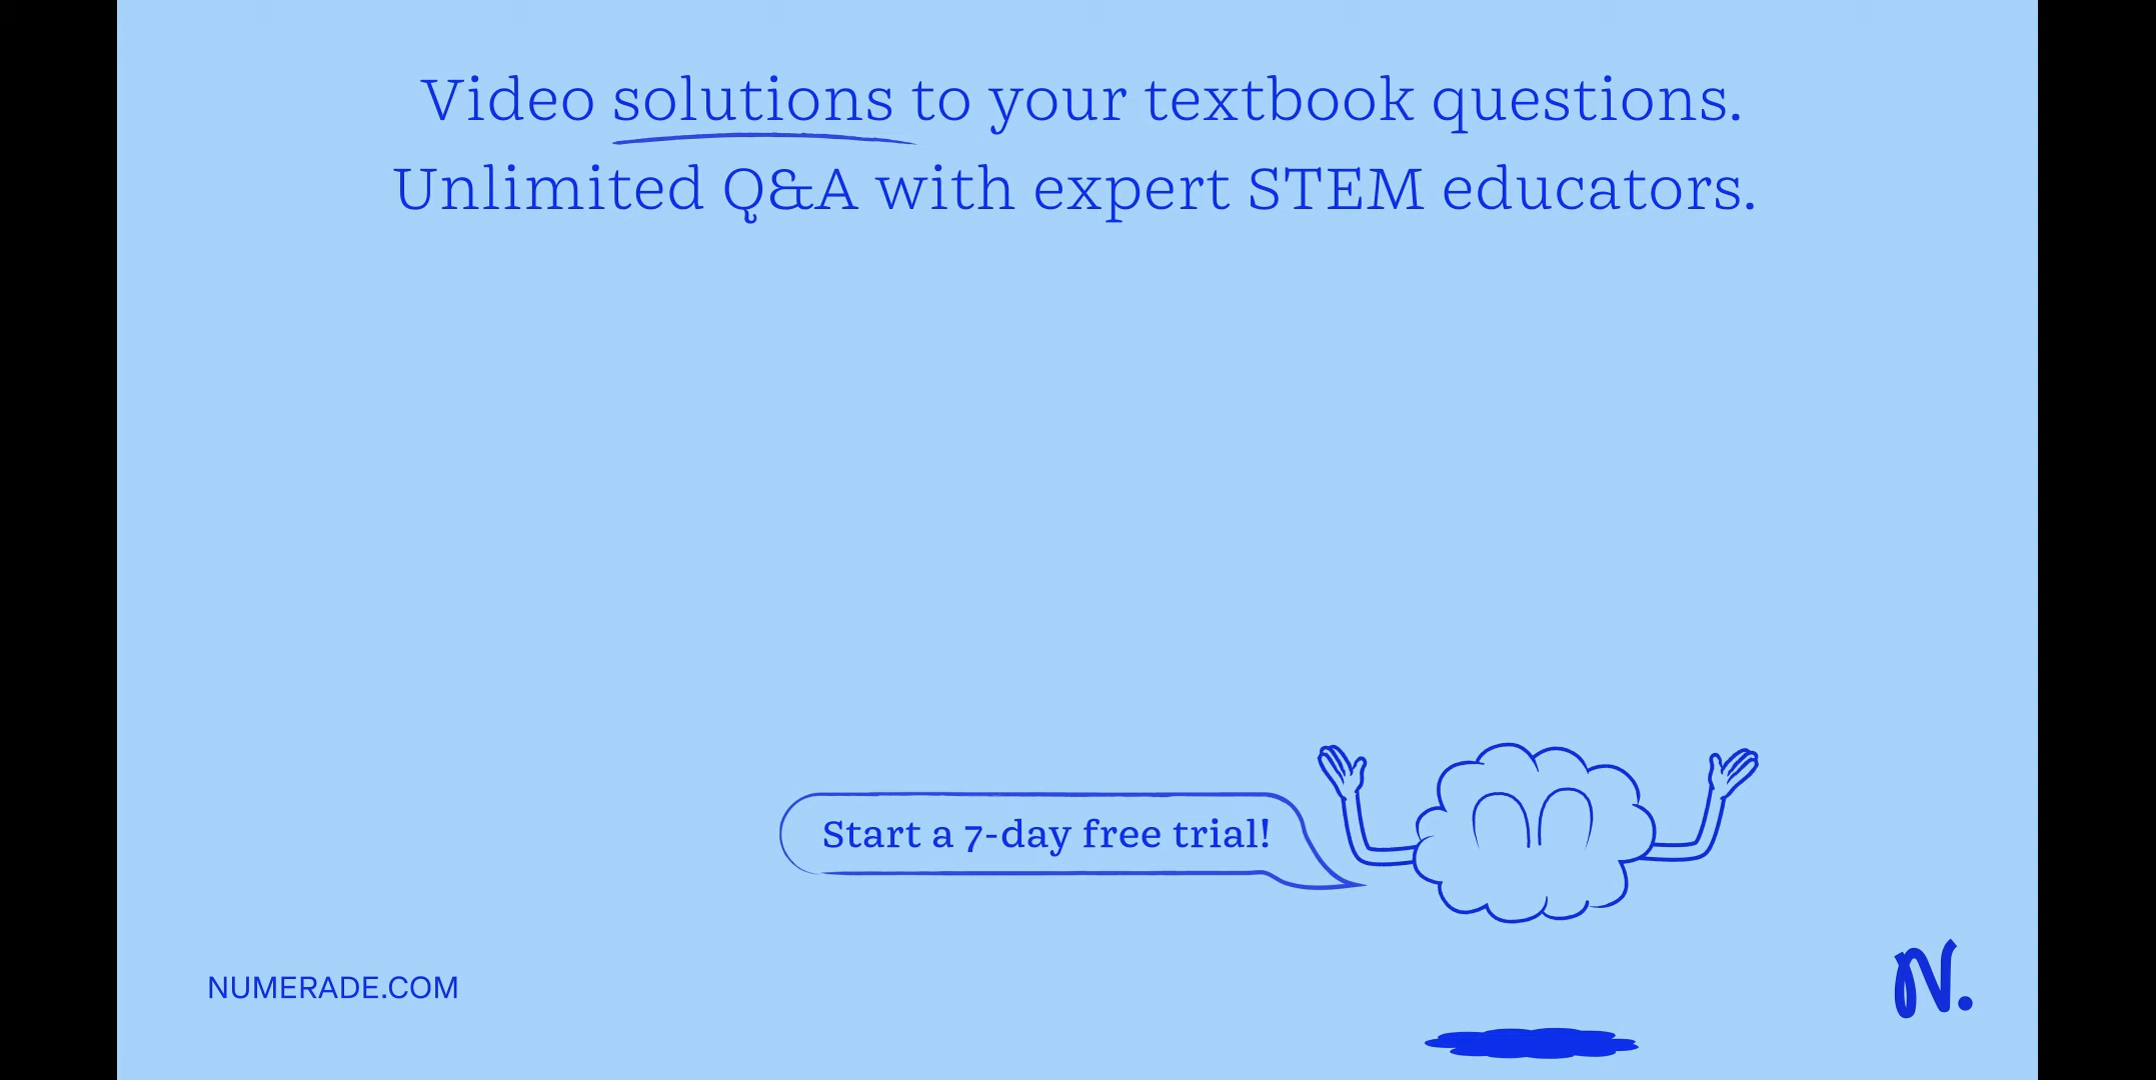 Video solutions to your textbook questions.
Unlimited Q&A with expert STEM educators.
Start a 7-day free trial!
NUMERADE.COM
N.